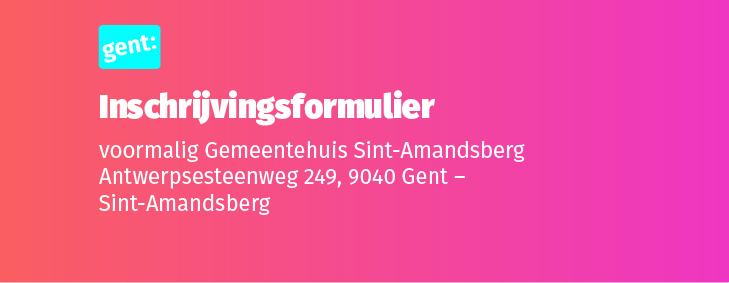 gent:
Inschrijvingsformulier
voormalig Gemeentehuis Sint-Amandsberg
Antwerpsesteenweg 249, 9040 Gent –
Sint-Amandsberg